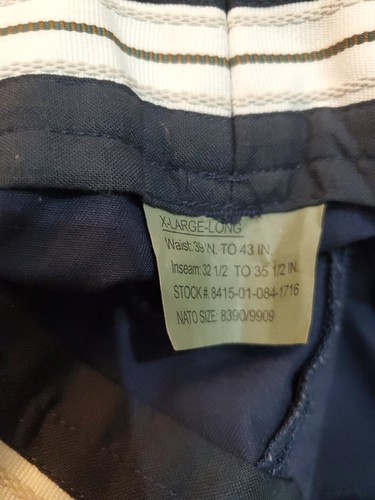 X-LARGE-LONG
Waist: 39 IN. TO 43 IN.
Inseam: 32 1/2 TO 35 1/2 IN.
STOCK #: 8415-01-084-1716
NATO SIZE: 8390/9909